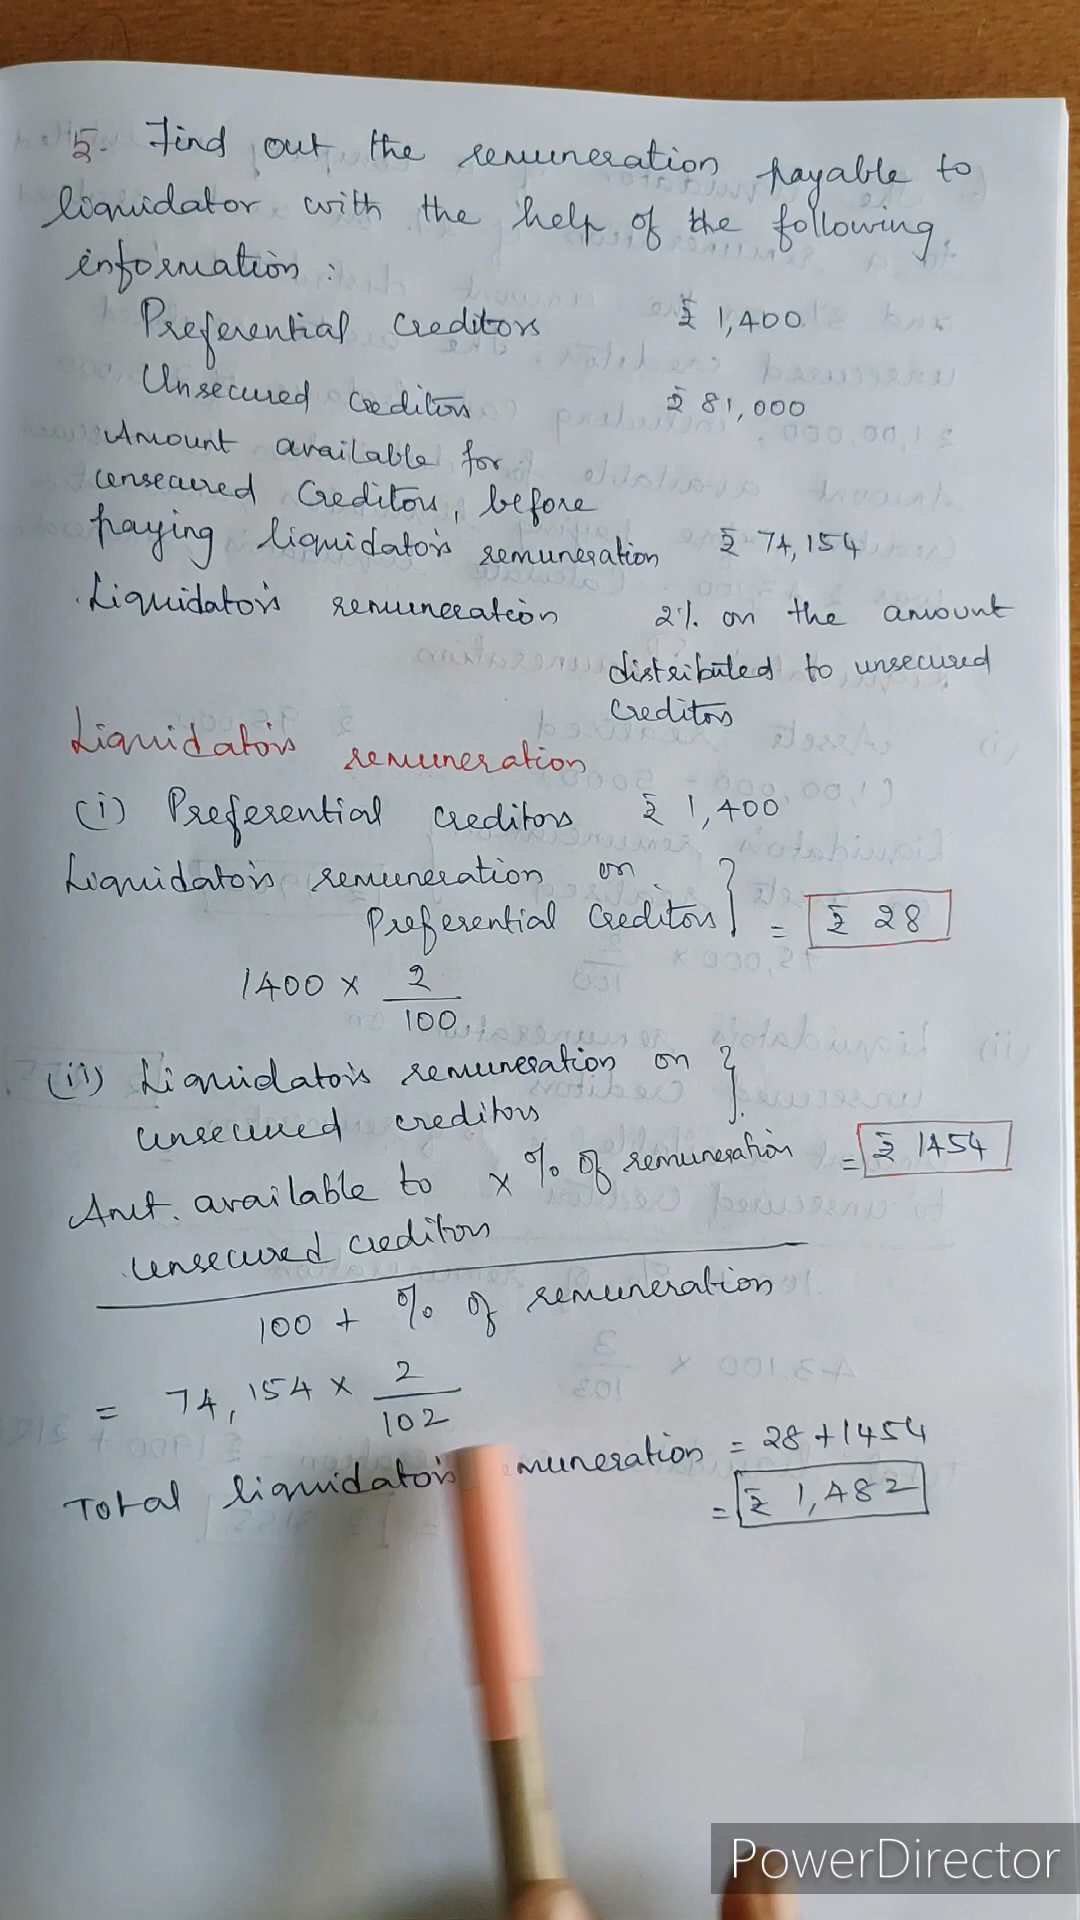 5. Find out the remuneration payable to
liquidator with the help of the following
information :
Preferential Creditors ₹ 1,400
Unsecured Creditors ₹ 81,000
Amount available for
unsecured Creditors, before
paying liquidator's remuneration ₹ 74,154
Liquidator's remuneration 2% on the amount
distributed to unsecured
Creditors
Liquidator's remuneration
(i) Preferential creditors ₹ 1,400
Liquidator's remuneration on
Preferential Creditors } = ₹ 28
1400 × 2
100
(ii) Liquidator's remuneration on }
unsecured creditors
Amt. available to × % of remuneration = ₹ 1454
unsecured creditors
100 + % of remuneration
= 74,154 × 2
102
Total liquidator's muneration = 28 + 1454
= ₹ 1,482
PowerDirector